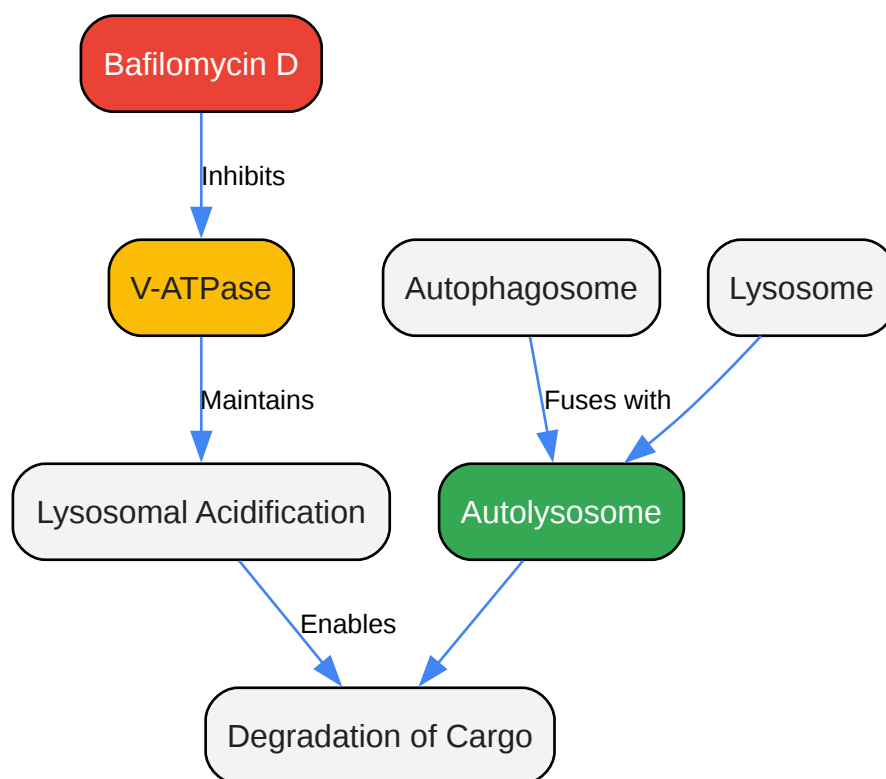 Bafilomycin D
Inhibits
V-ATPase
Autophagosome
Lysosome
Maintains
Fuses with
Lysosomal Acidification
Autolysosome
Enables
Degradation of Cargo